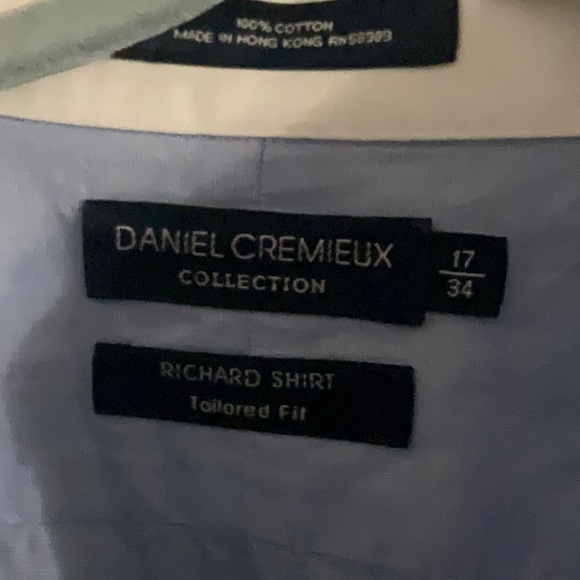 100% COTTON
MADE IN HONG KONG RN58989
DANIEL CREMIEUX
COLLECTION
17
34
RICHARD SHIRT
Tailored Fit